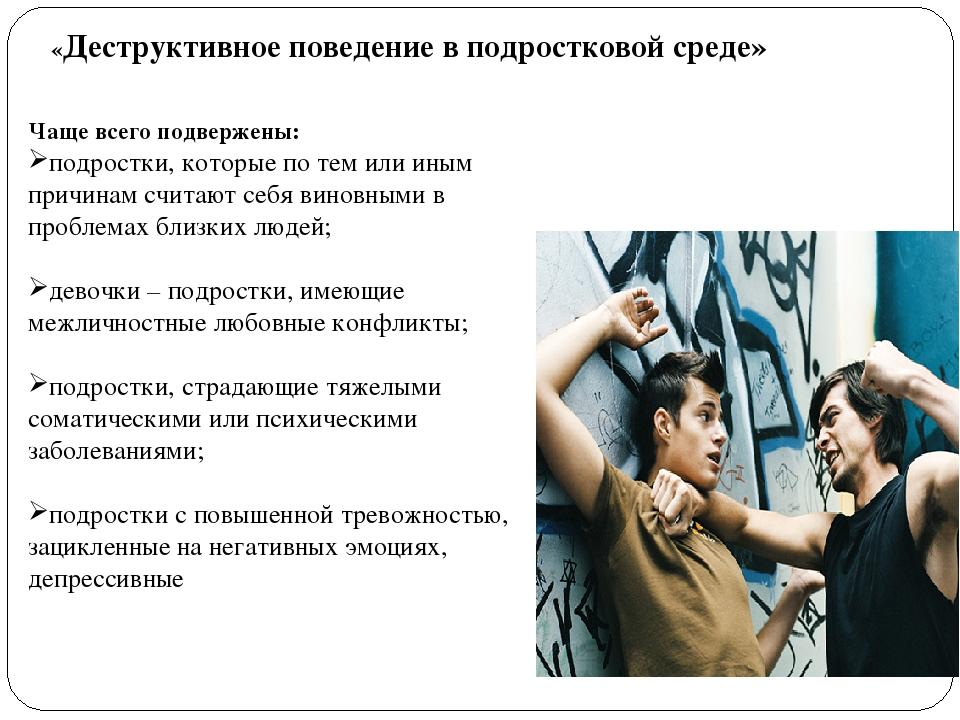 «Деструктивное поведение в подростковой среде»
Чаще всего подвержены:
подростки, которые по тем или иным
причинам считают себя виновными в
проблемах близких людей;
девочки – подростки, имеющие
межличностные любовные конфликты;
подростки, страдающие тяжелыми
соматическими или психическими
заболеваниями;
подростки с повышенной тревожностью,
зацикленные на негативных эмоциях,
депрессивные